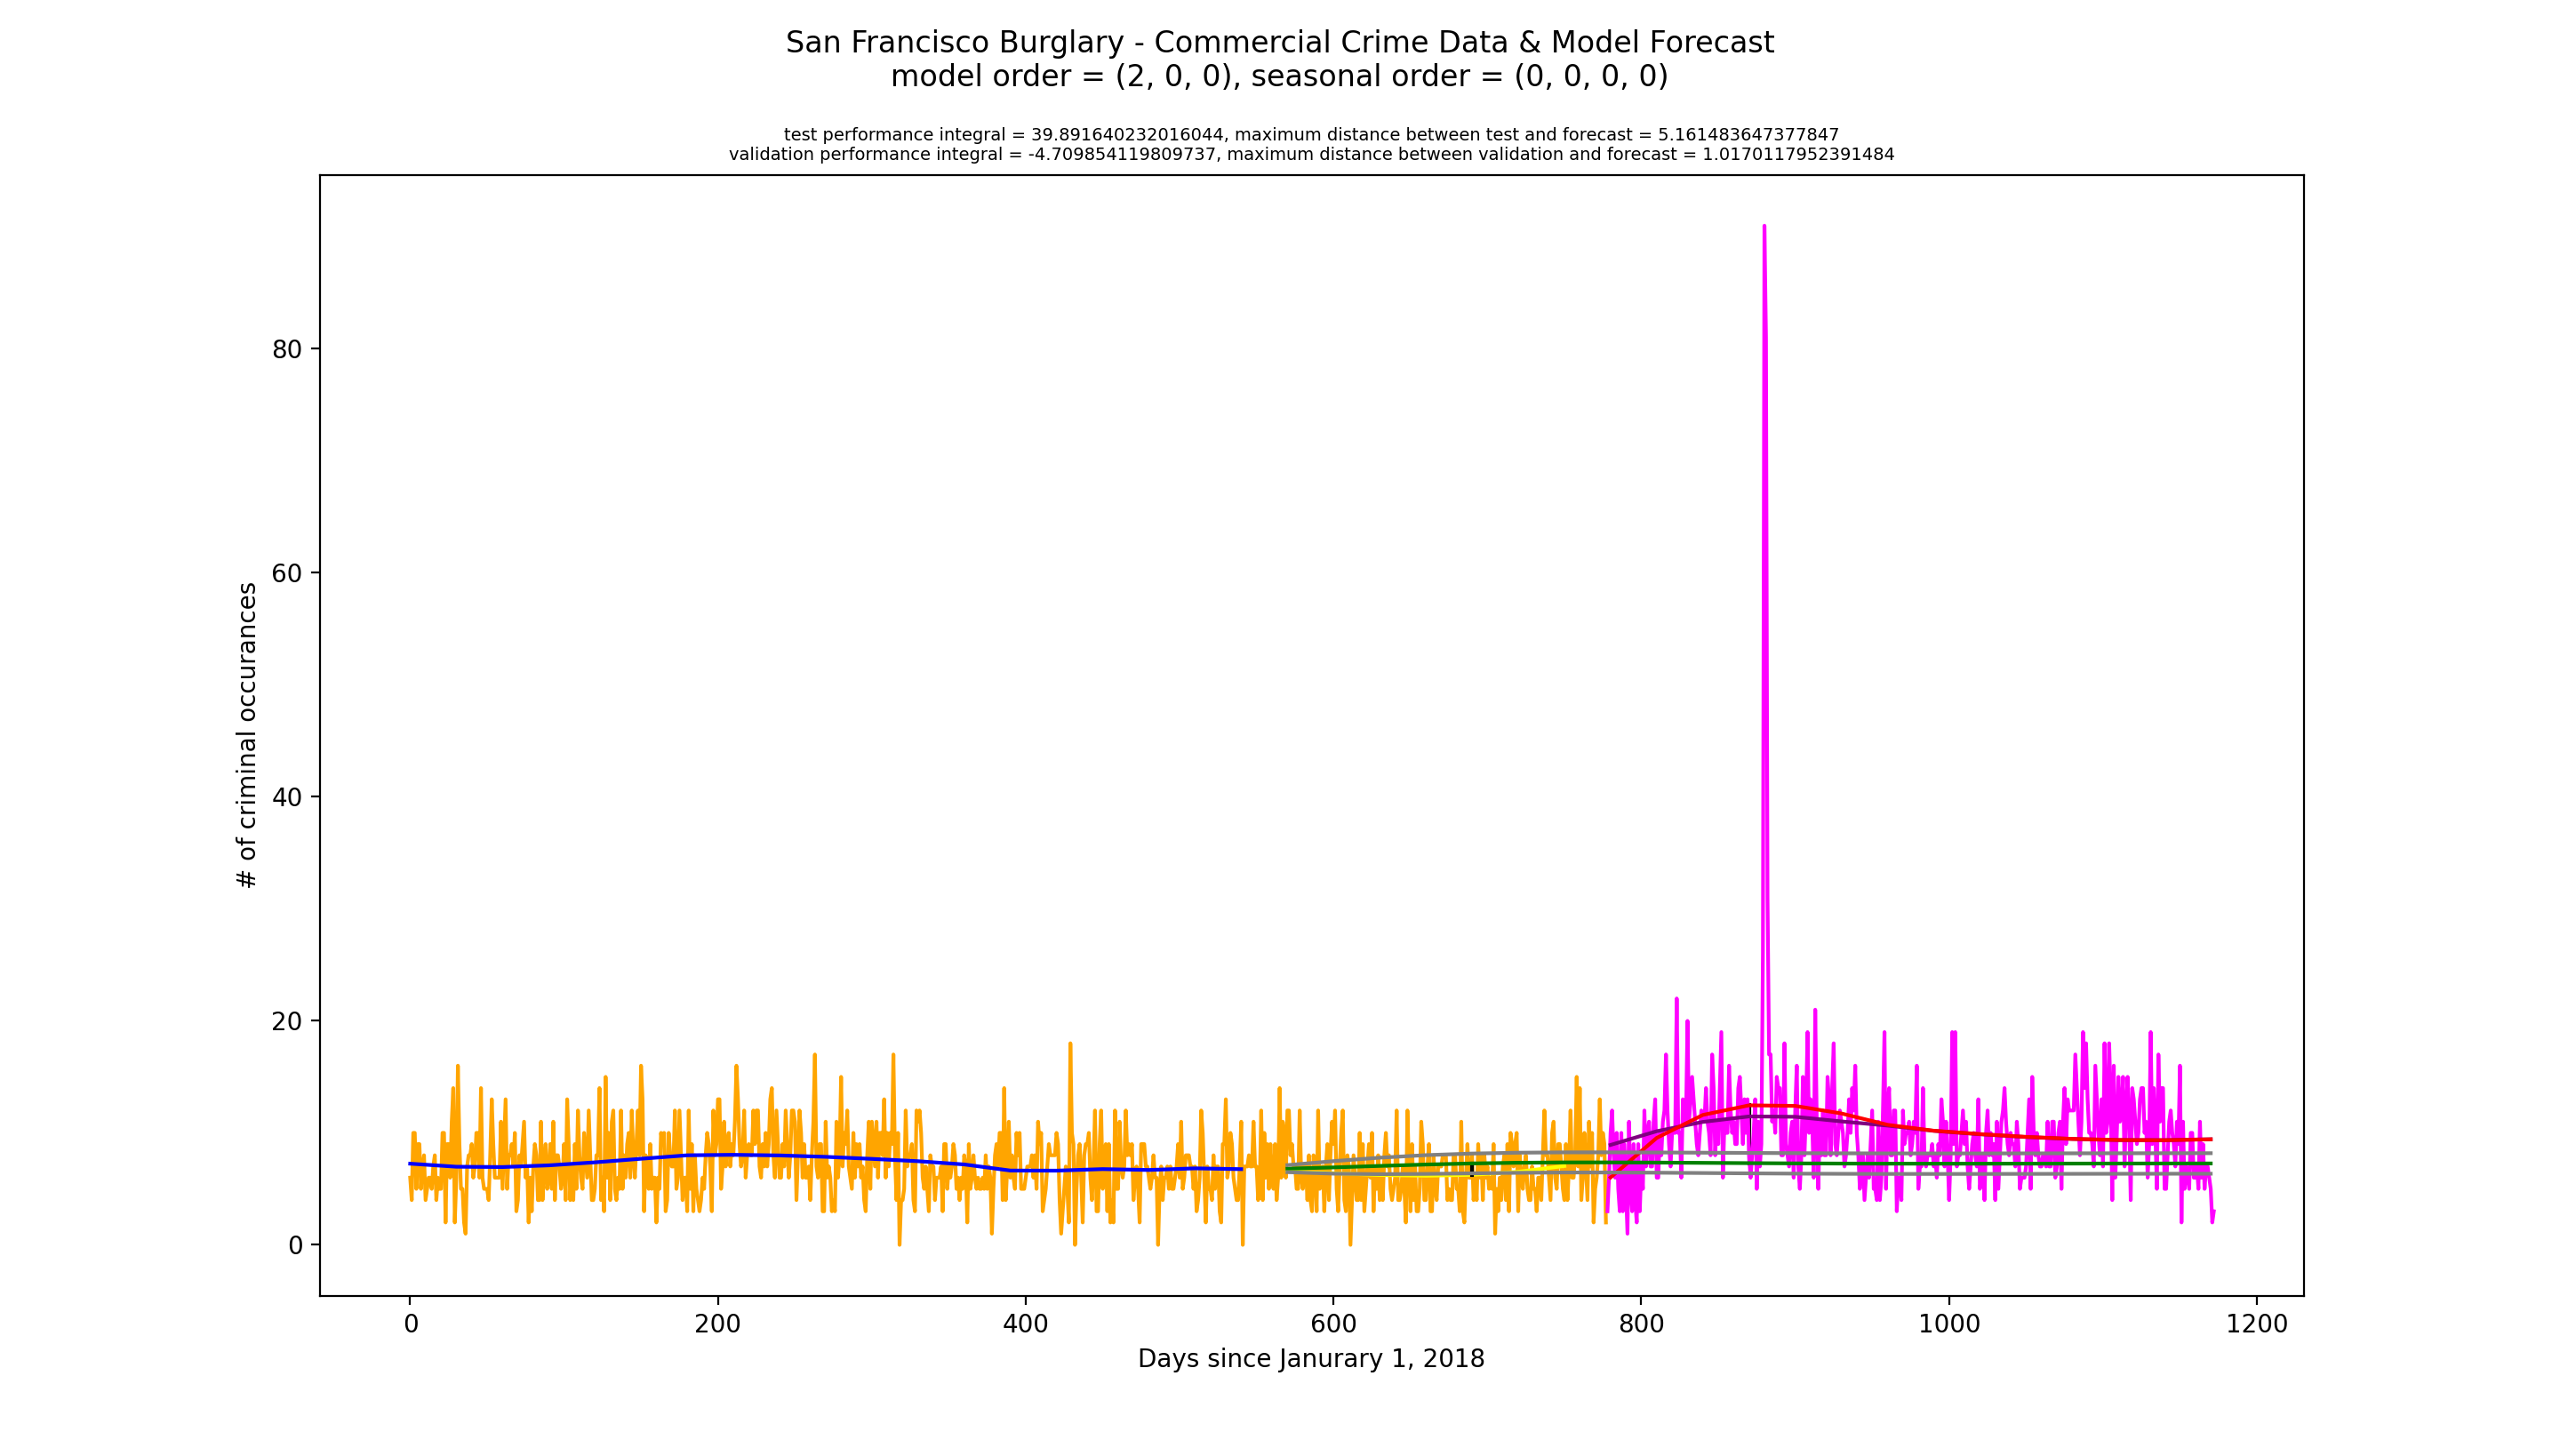 San Francisco Burglary - Commercial Crime Data & Model Forecast
model order = (2, 0, 0), seasonal order = (0, 0, 0, 0)
test performance integral = 39.891640232016044, maximum distance between test and forecast = 5.161483647377847
validation performance integral = -4.709854119809737, maximum distance between validation and forecast = 1.0170117952391484
80
60
40
20
0
# of criminal occurances
0 200 400 600 800 1000 1200
Days since Janurary 1, 2018